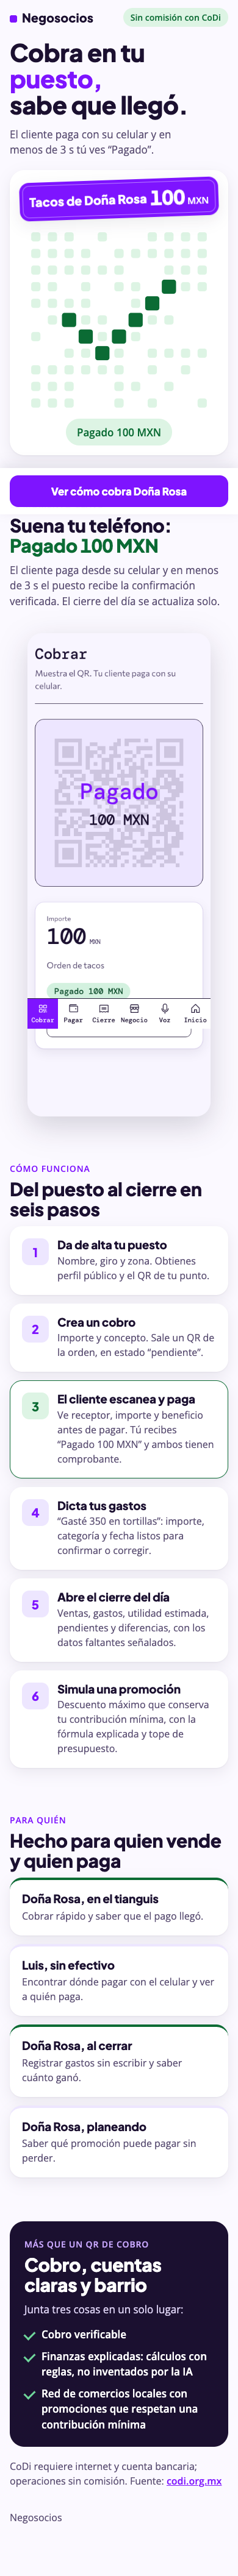 Negosocios
Sin comisión con CoDi
Cobra en tu
puesto,
sabe que llegó.
El cliente paga con su celular y en
menos de 3 s tú ves “Pagado”.
Tacos de Doña Rosa 100 MXN
Pagado 100 MXN
Ver cómo cobra Doña Rosa
Suena tu teléfono:
Pagado 100 MXN
El cliente paga desde su celular y en menos
de 3 s el puesto recibe la confirmación
verificada. El cierre del día se actualiza solo.
Cobrar
Muestra el QR. Tu cliente paga con su
celular.
Pagado
100 MXN
Importe
100 MXN
Orden de tacos
Pagado 100 MXN
Cobrar
Pagar
Cierre
Negocio
Voz
Inicio
CÓMO FUNCIONA
Del puesto al cierre en
seis pasos
1
Da de alta tu puesto
Nombre, giro y zona. Obtienes
perfil público y el QR de tu punto.
2
Crea un cobro
Importe y concepto. Sale un QR de
la orden, en estado “pendiente”.
3
El cliente escanea y paga
Ve receptor, importe y beneficio
antes de pagar. Tú recibes
“Pagado 100 MXN” y ambos tienen
comprobante.
4
Dicta tus gastos
“Gasté 350 en tortillas”: importe,
categoría y fecha listos para
confirmar o corregir.
5
Abre el cierre del día
Ventas, gastos, utilidad estimada,
pendientes y diferencias, con los
datos faltantes señalados.
6
Simula una promoción
Descuento máximo que conserva
tu contribución mínima, con la
fórmula explicada y tope de
presupuesto.
PARA QUIÉN
Hecho para quien vende
y quien paga
Doña Rosa, en el tianguis
Cobrar rápido y saber que el pago llegó.
Luis, sin efectivo
Encontrar dónde pagar con el celular y ver
a quién paga.
Doña Rosa, al cerrar
Registrar gastos sin escribir y saber
cuánto ganó.
Doña Rosa, planeando
Saber qué promoción puede pagar sin
perder.
MÁS QUE UN QR DE COBRO
Cobro, cuentas
claras y barrio
Junta tres cosas en un solo lugar:
Cobro verificable
Finanzas explicadas: cálculos con
reglas, no inventados por la IA
Red de comercios locales con
promociones que respetan una
contribución mínima
CoDi requiere internet y cuenta bancaria;
operaciones sin comisión. Fuente: codi.org.mx
Negosocios